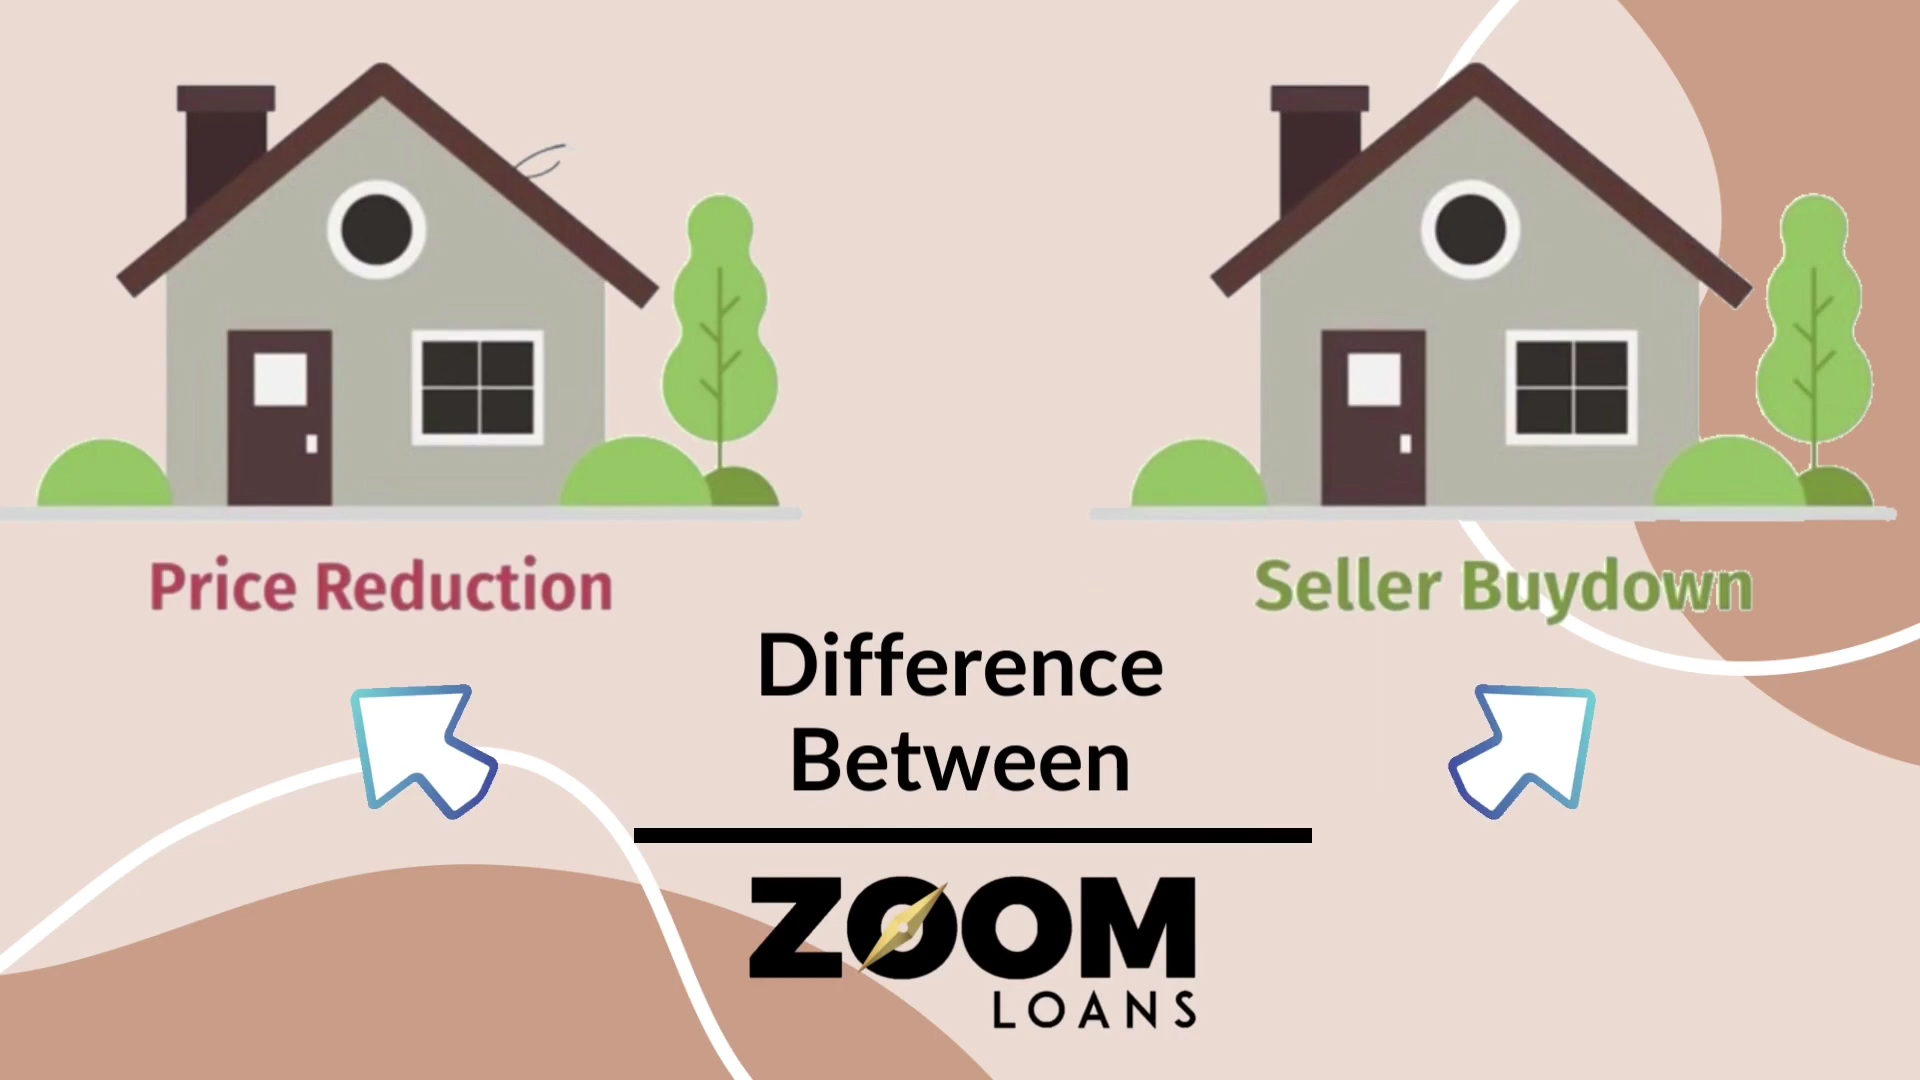 Price Reduction
Seller Buydown
Difference
Between
ZOOM
LOANS